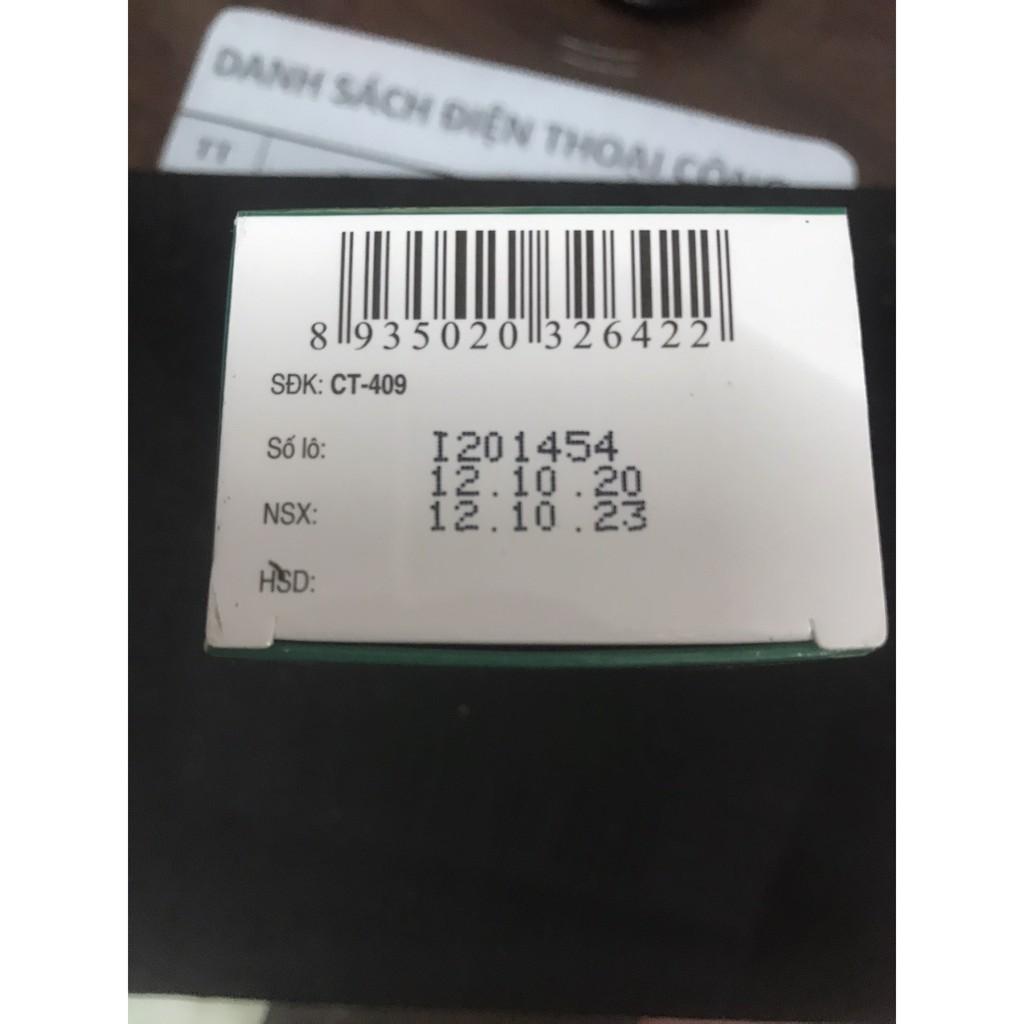 DANH SÁCH ĐIỆN THOẠI CÔNG
TT
8 935020 326422
SĐK: CT-409
Số lô: I201454
12.10.20
NSX: 12.10.23
HSD: